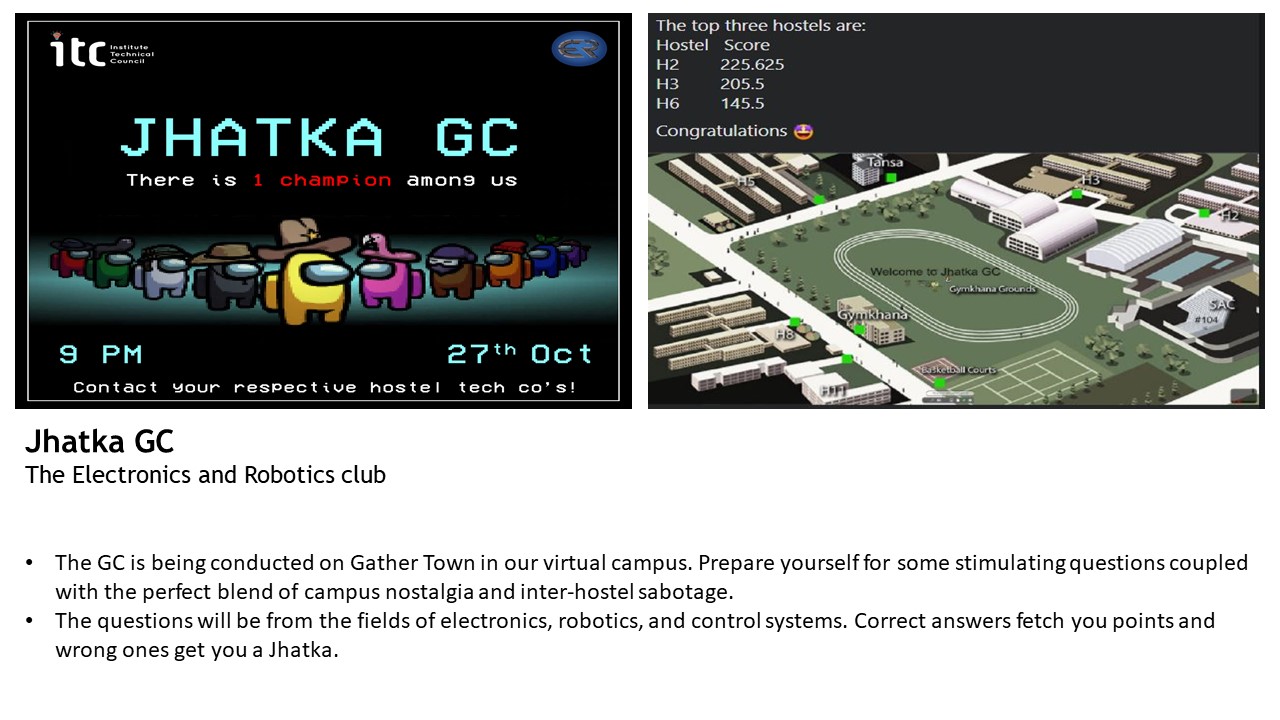 itc Institute
Technical
Council
ER
JHATKA GC
There is 1 champion among us
9 PM
27th Oct
Contact your respective hostel tech co's!
The top three hostels are:
Hostel Score
H2 225.625
H3 205.5
H6 145.5
Congratulations 🤩
Tansa
H5
H3
H2
Welcome to Jhatka GC
Gymkhana Grounds
SAC
#104
Gymkhana
H8
Basketball Courts
H11
Jhatka GC
The Electronics and Robotics club
• The GC is being conducted on Gather Town in our virtual campus. Prepare yourself for some stimulating questions coupled
with the perfect blend of campus nostalgia and inter-hostel sabotage.
• The questions will be from the fields of electronics, robotics, and control systems. Correct answers fetch you points and
wrong ones get you a Jhatka.